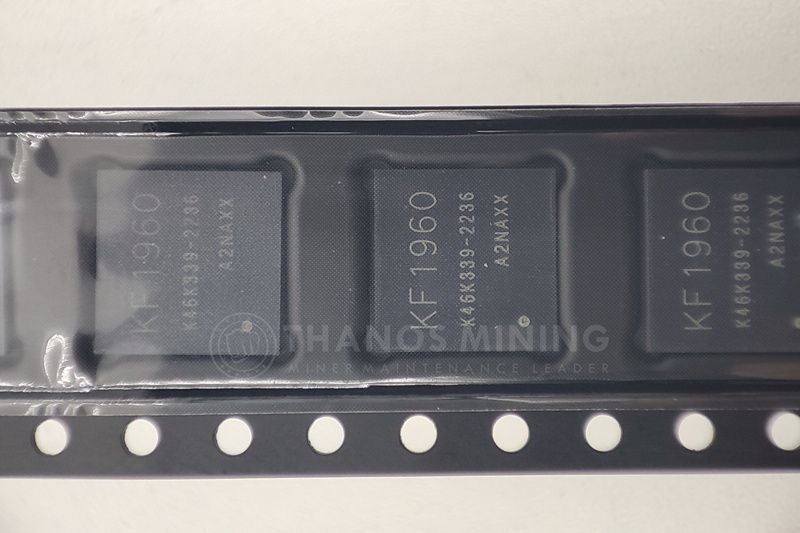 KF1960
K46K339-2236
A2NAXX
KF1960
K46K339-2236
A2NAXX
KF1960
K46K339-2236
A2NAXX
THANOS MINING
MINER MAINTENANCE LEADER